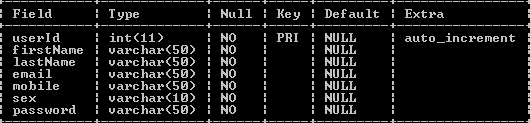 Field | Type | Null | Key | Default | Extra
userId | int(11) | NO | PRI | NULL | auto_increment
firstName | varchar(50) | NO | | NULL |
lastName | varchar(50) | NO | | NULL |
email | varchar(50) | NO | | NULL |
mobile | varchar(50) | NO | | NULL |
sex | varchar(10) | NO | | NULL |
password | varchar(50) | NO | | NULL |